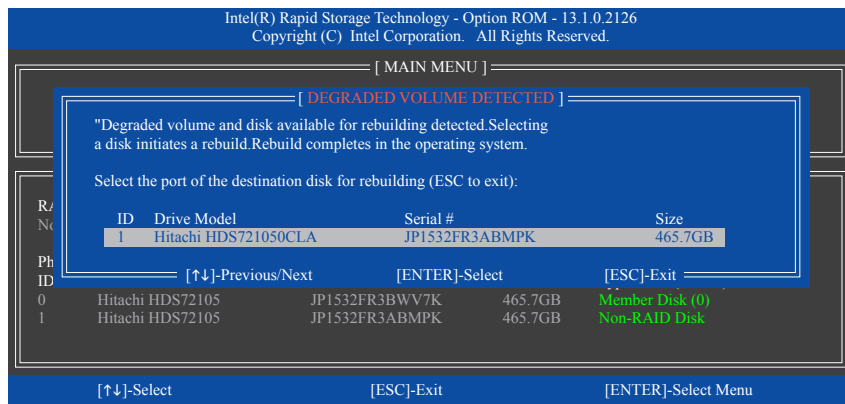 Intel(R) Rapid Storage Technology - Option ROM - 13.1.0.2126
Copyright (C) Intel Corporation. All Rights Reserved.
[ MAIN MENU ]
[ DEGRADED VOLUME DETECTED ]
"Degraded volume and disk available for rebuilding detected.Selecting
a disk initiates a rebuild.Rebuild completes in the operating system.
Select the port of the destination disk for rebuilding (ESC to exit):
ID Drive Model Serial # Size
1 Hitachi HDS721050CLA JP1532FR3ABMPK 465.7GB
[↑↓]-Previous/Next [ENTER]-Select [ESC]-Exit
ID
0 Hitachi HDS72105 JP1532FR3BWV7K 465.7GB Member Disk (0)
1 Hitachi HDS72105 JP1532FR3ABMPK 465.7GB Non-RAID Disk
[↑↓]-Select [ESC]-Exit [ENTER]-Select Menu